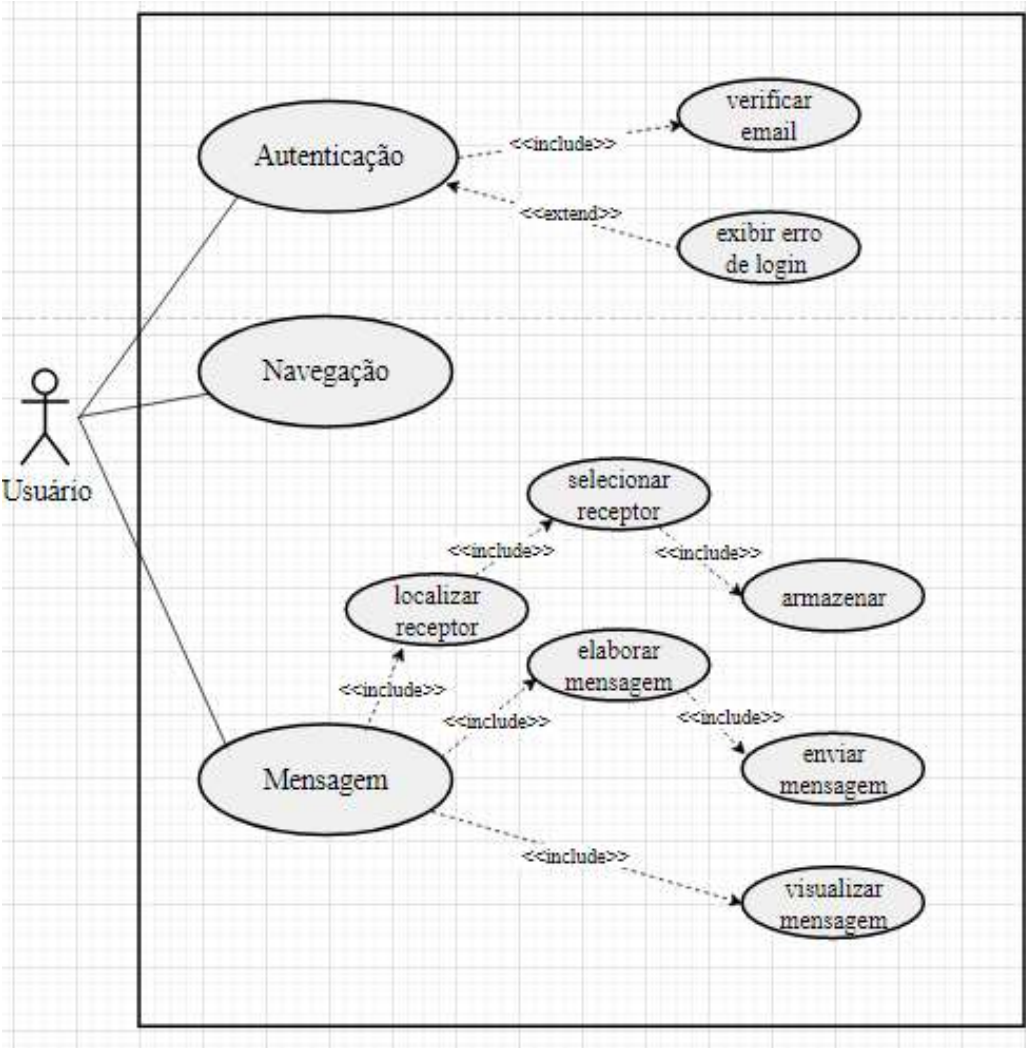 verificar
email
Autenticação
<<include>>
<<extend>>
exibir erro
de login
Navegação
Usuário
selecionar
receptor
<<include>>
<<include>>
localizar
receptor
armazenar
elaborar
mensagem
<<include>>
<<include>>
<<include>>
Mensagem
enviar
mensagem
<<include>>
visualizar
mensagem